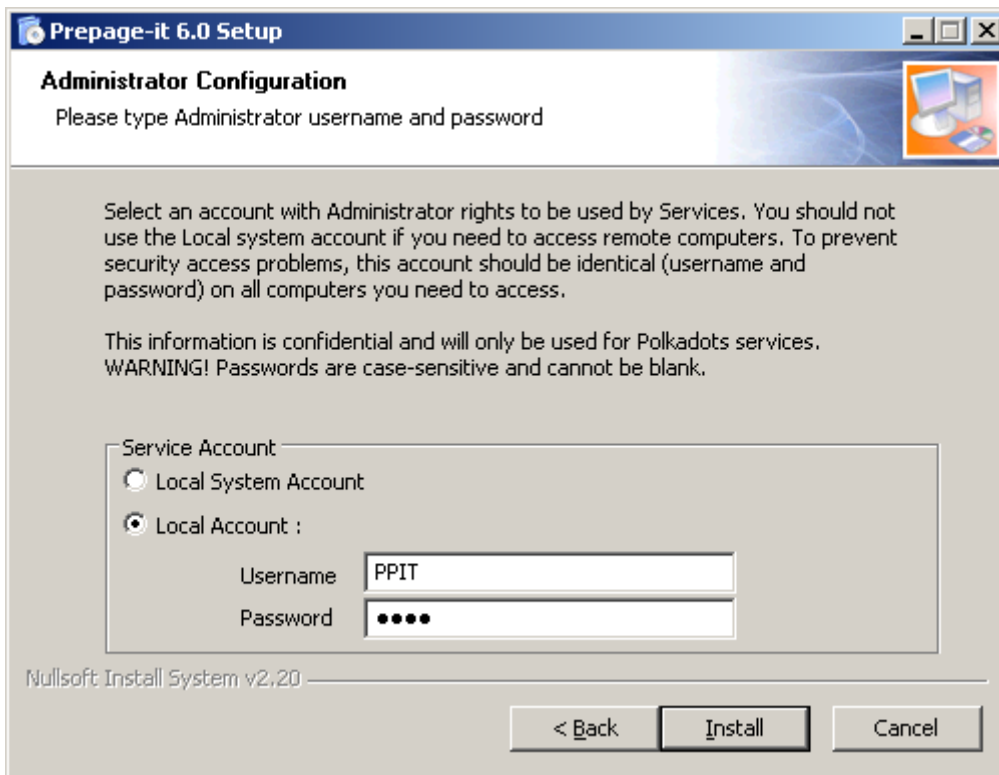 Prepage-it 6.0 Setup
Administrator Configuration
Please type Administrator username and password
Select an account with Administrator rights to be used by Services. You should not
use the Local system account if you need to access remote computers. To prevent
security access problems, this account should be identical (username and
password) on all computers you need to access.
This information is confidential and will only be used for Polkadots services.
WARNING! Passwords are case-sensitive and cannot be blank.
Service Account
Local System Account
Local Account :
Username PPIT
Password ●●●●
Nullsoft Install System v2.20
< Back Install Cancel